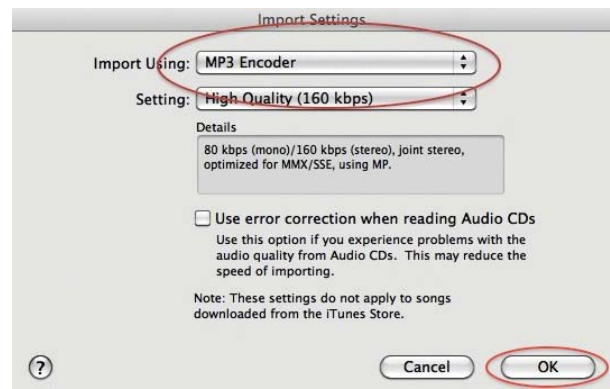 Import Settings
Import Using: MP3 Encoder
Setting: High Quality (160 kbps)
Details
80 kbps (mono)/160 kbps (stereo), joint stereo,
optimized for MMX/SSE, using MP.
Use error correction when reading Audio CDs
Use this option if you experience problems with the
audio quality from Audio CDs. This may reduce the
speed of importing.
Note: These settings do not apply to songs
downloaded from the iTunes Store.
? Cancel OK